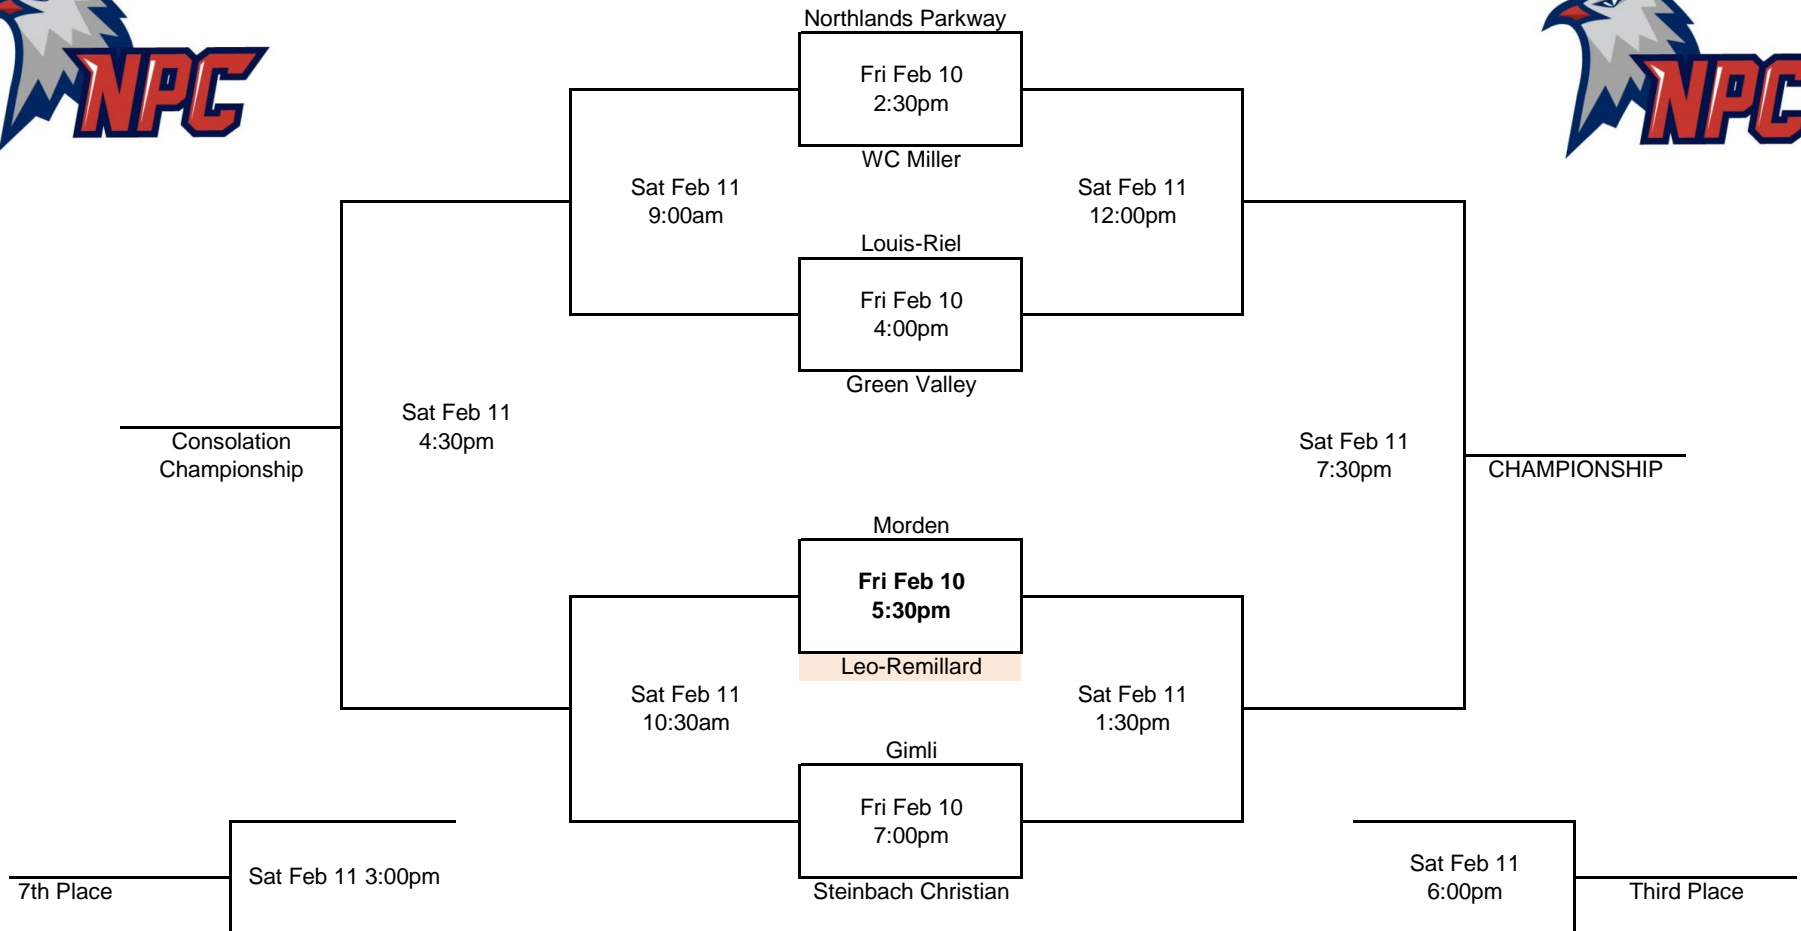 NPC
NPC
Northlands Parkway
Fri Feb 10
2:30pm
WC Miller
Sat Feb 11
9:00am
Sat Feb 11
12:00pm
Louis-Riel
Fri Feb 10
4:00pm
Green Valley
Sat Feb 11
4:30pm
Consolation
Championship
Sat Feb 11
7:30pm
CHAMPIONSHIP
Morden
Fri Feb 10
5:30pm
Leo-Remillard
Sat Feb 11
10:30am
Sat Feb 11
1:30pm
Gimli
Fri Feb 10
7:00pm
Steinbach Christian
Sat Feb 11 3:00pm
7th Place
Sat Feb 11
6:00pm
Third Place